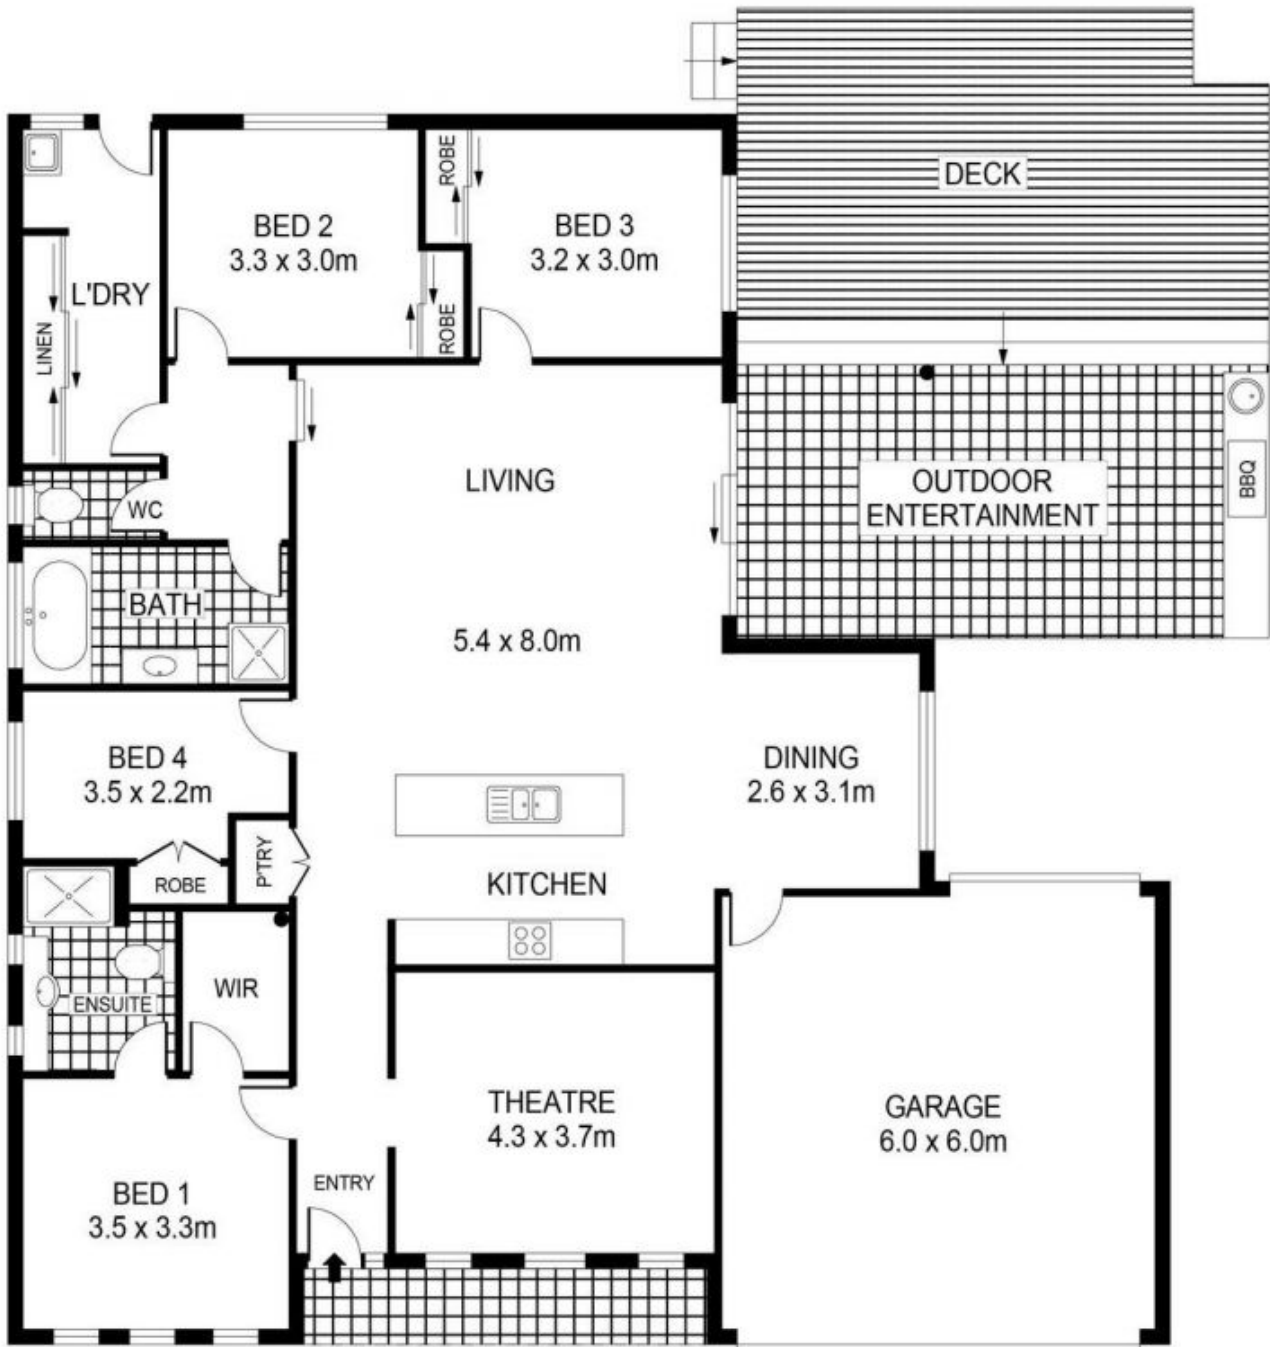 DECK
ROBE
BED 2
3.3 x 3.0m
BED 3
3.2 x 3.0m
L'DRY
LINEN
ROBE
LIVING
OUTDOOR
ENTERTAINMENT
BBQ
WC
BATH
5.4 x 8.0m
BED 4
3.5 x 2.2m
DINING
2.6 x 3.1m
P'TRY
ROBE
KITCHEN
WIR
ENSUITE
THEATRE
4.3 x 3.7m
GARAGE
6.0 x 6.0m
ENTRY
BED 1
3.5 x 3.3m